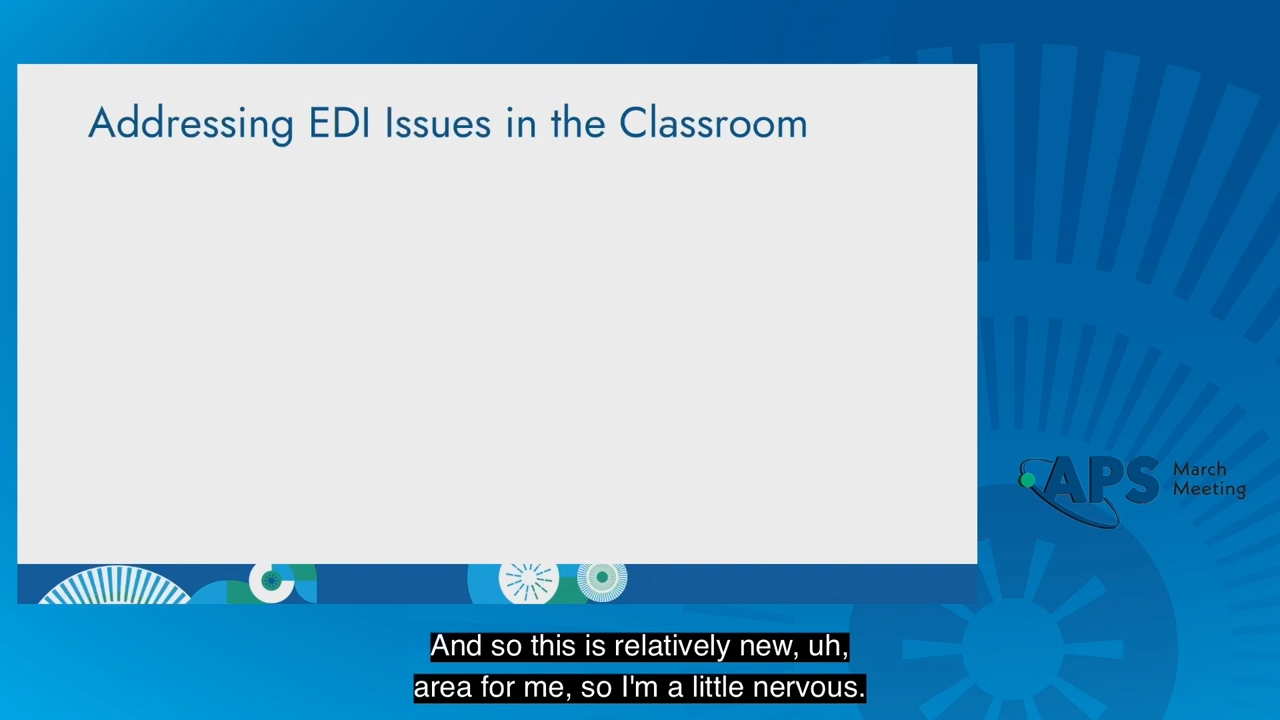 Addressing EDI Issues in the Classroom
APS March
Meeting
And so this is relatively new, uh,
area for me, so I'm a little nervous.